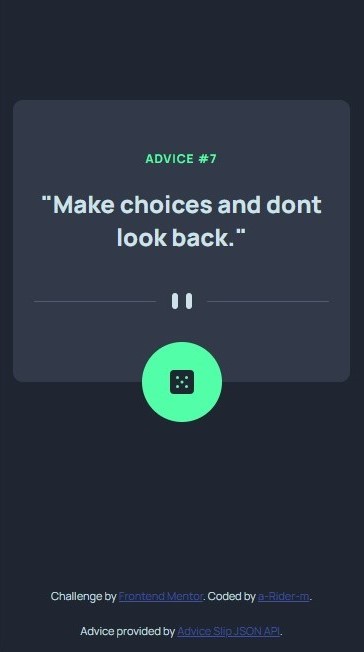 ADVICE #7
"Make choices and dont
look back."
Challenge by Frontend Mentor. Coded by a-Rider-m.
Advice provided by Advice Slip JSON API.